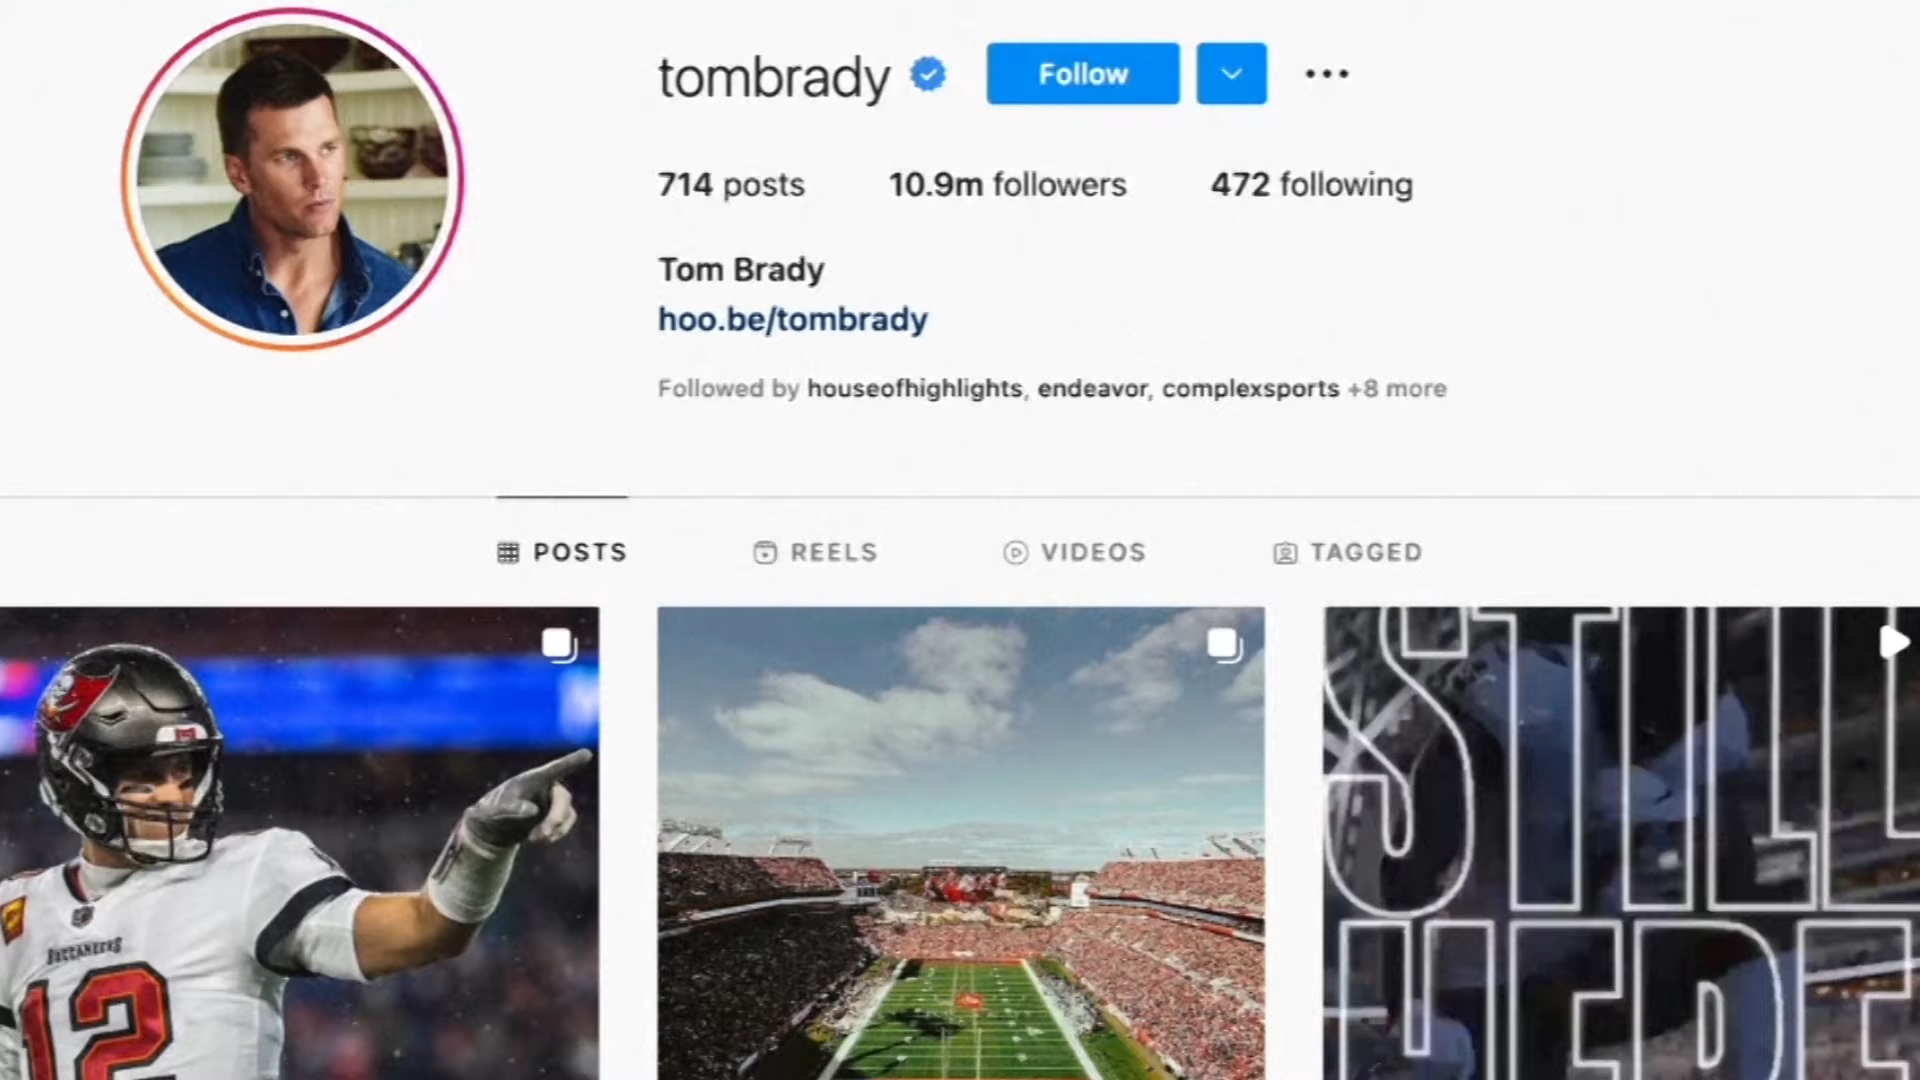 tombrady
Follow
714 posts 10.9m followers 472 following
Tom Brady
hoo.be/tombrady
Followed by houseofhighlights, endeavor, complexsports +8 more
POSTS REELS VIDEOS TAGGED
BUCCANEERS
12
STILL
HERE